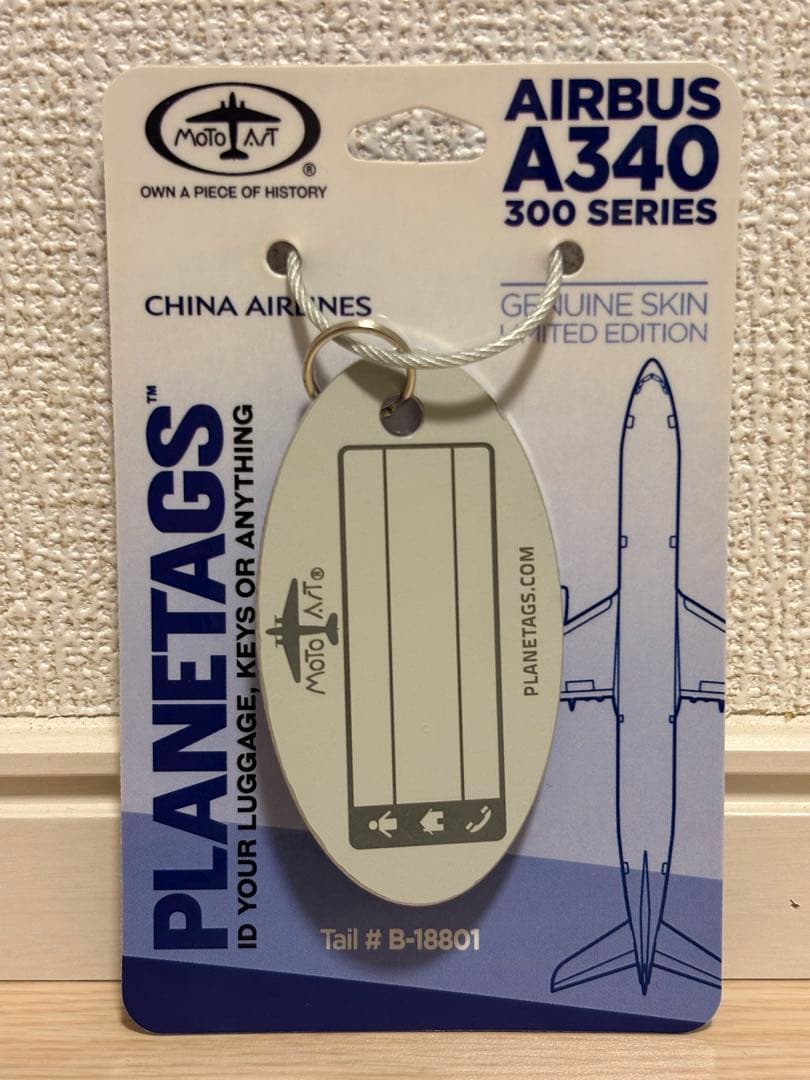 MOTO ART®
OWN A PIECE OF HISTORY
AIRBUS
A340
300 SERIES
CHINA AIRLINES
GENUINE SKIN
LIMITED EDITION
PLANETAGS™
ID YOUR LUGGAGE, KEYS OR ANYTHING
MOTO ART®
PLANETAGS.COM
Tail # B-18801